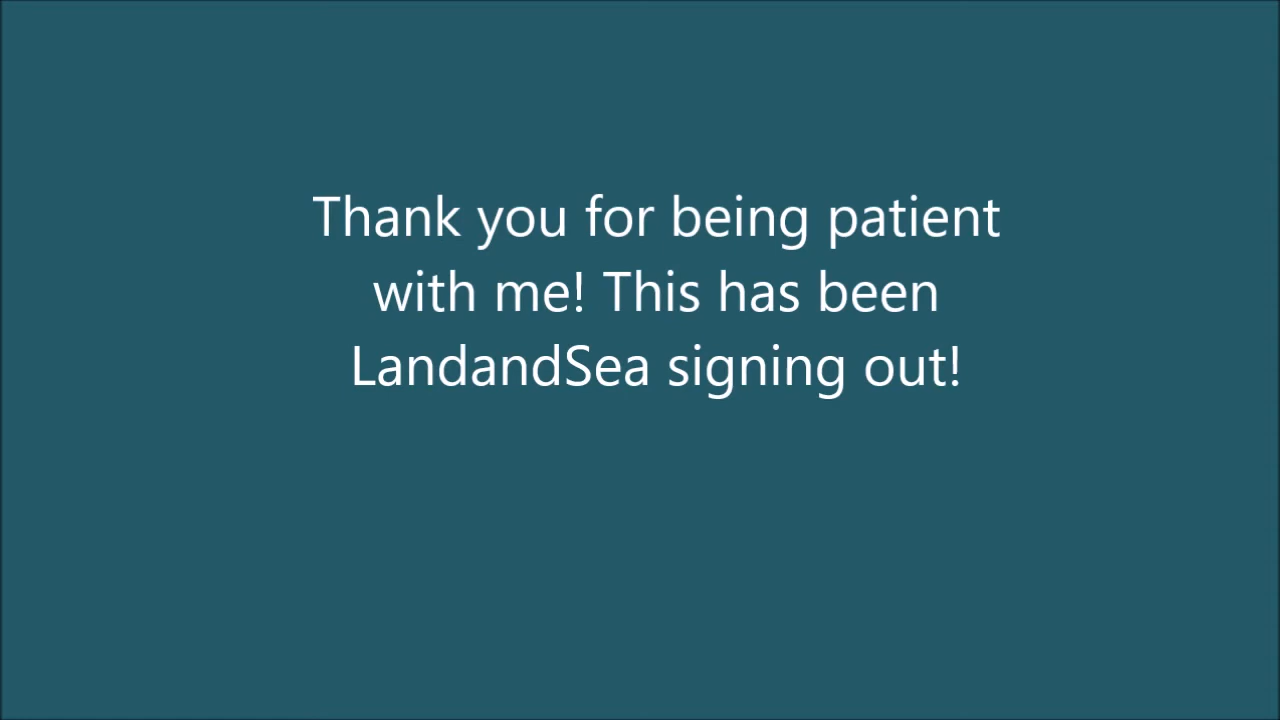 Thank you for being patient
with me! This has been
LandandSea signing out!